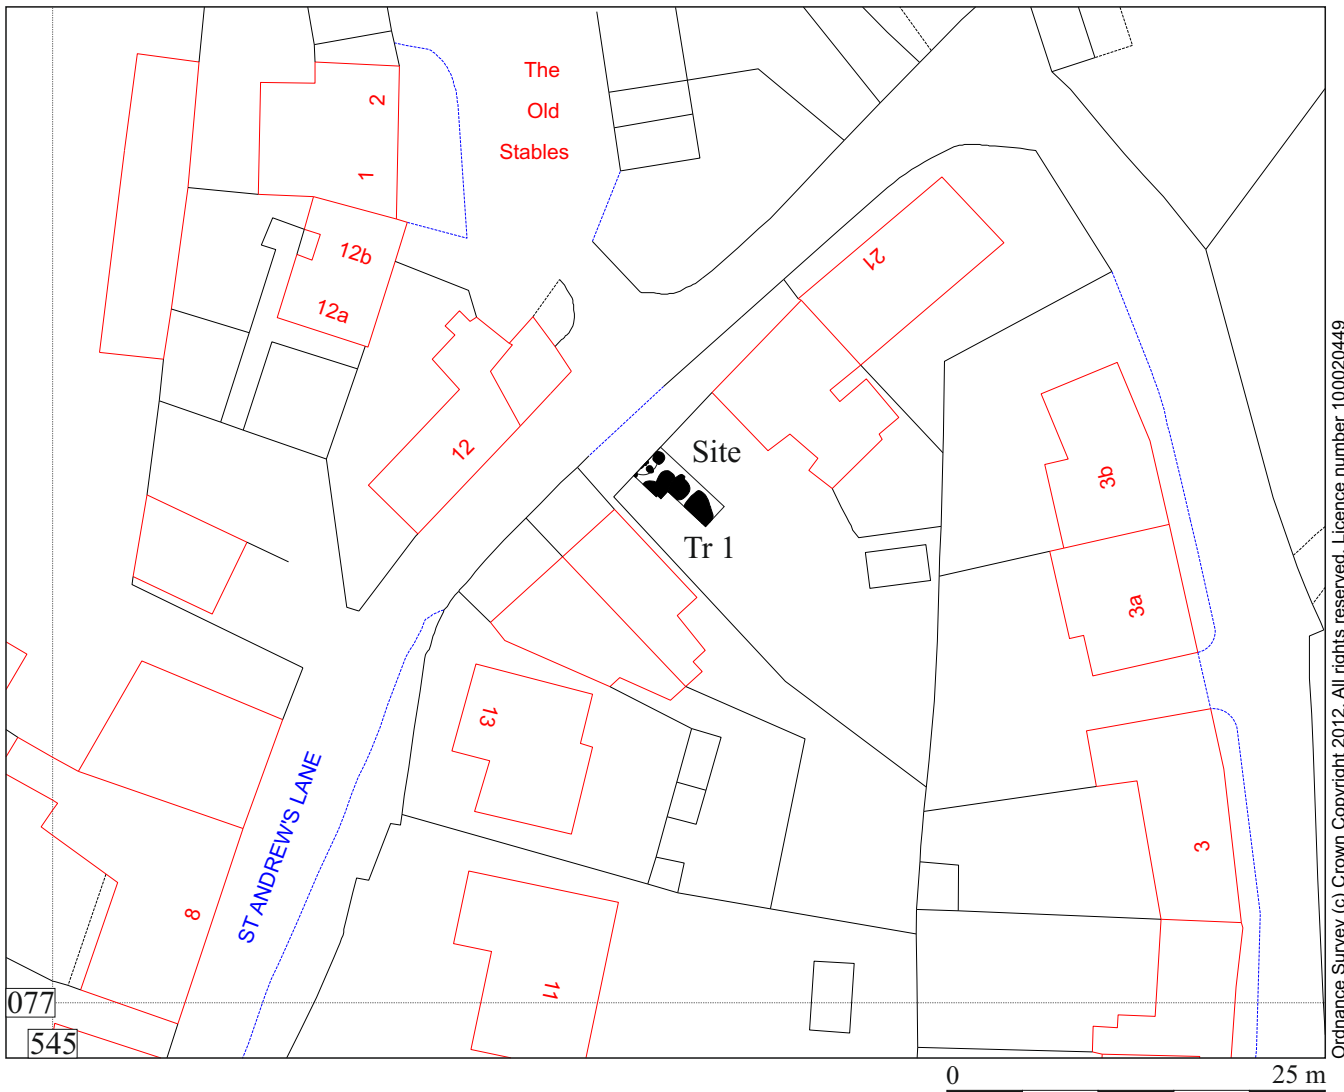 The
Old
Stables
2
1
12b
12a
12
21
Site
Tr 1
3b
3a
3
13
11
8
ST ANDREW'S LANE
077
545
0 25 m
Ordnance Survey (c) Crown Copyright 2012. All rights reserved. Licence number 100020449